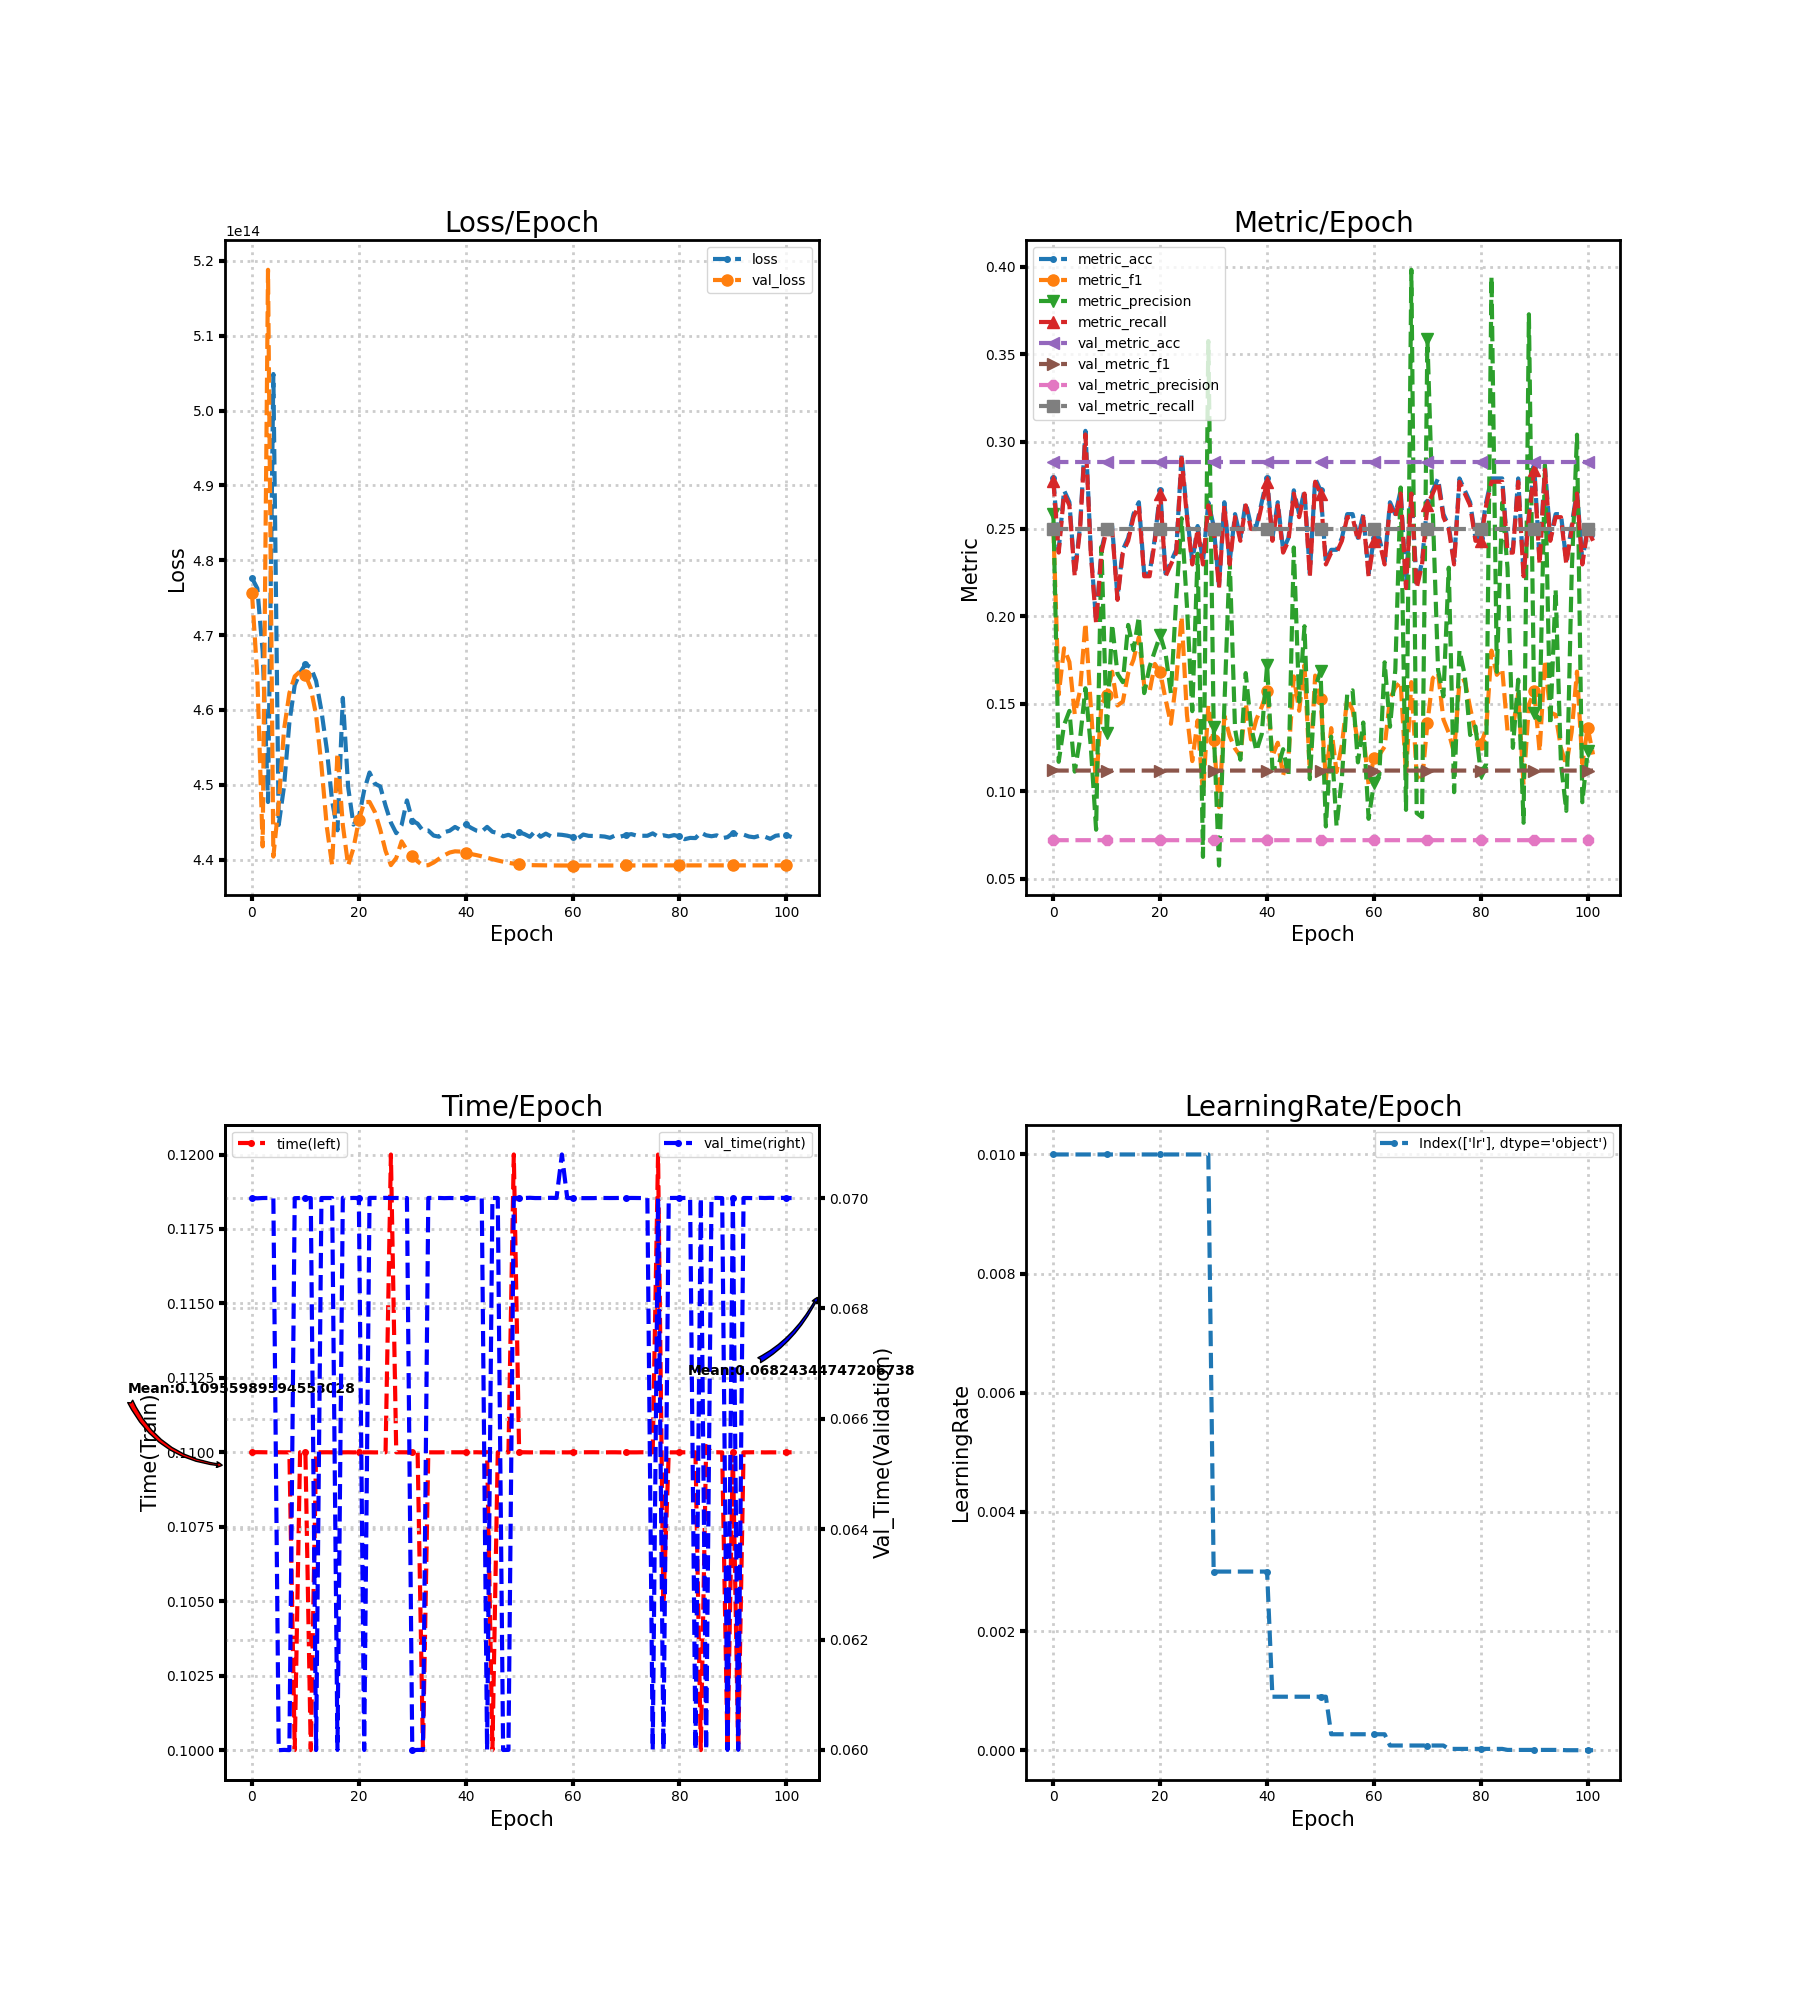 Loss/Epoch
1e14
5.2
5.1
5.0
4.9
4.8
4.7
4.6
4.5
4.4
Loss
loss
val_loss
0 20 40 60 80 100
Epoch
Metric/Epoch
0.40
0.35
0.30
0.25
0.20
0.15
0.10
0.05
Metric
metric_acc
metric_f1
metric_precision
metric_recall
val_metric_acc
val_metric_f1
val_metric_precision
val_metric_recall
0 20 40 60 80 100
Epoch
Time/Epoch
time(left)
val_time(right)
0.1200
0.1175
0.1150
0.1125
0.1100
0.1075
0.1050
0.1025
0.1000
Time(Train)
Mean:0.10955989594553028
Mean:0.06824344747206738
0.070
0.068
0.066
0.064
0.062
0.060
Val_Time(Validation)
0 20 40 60 80 100
Epoch
LearningRate/Epoch
Index(['lr'], dtype='object')
0.010
0.008
0.006
0.004
0.002
0.000
LearningRate
0 20 40 60 80 100
Epoch